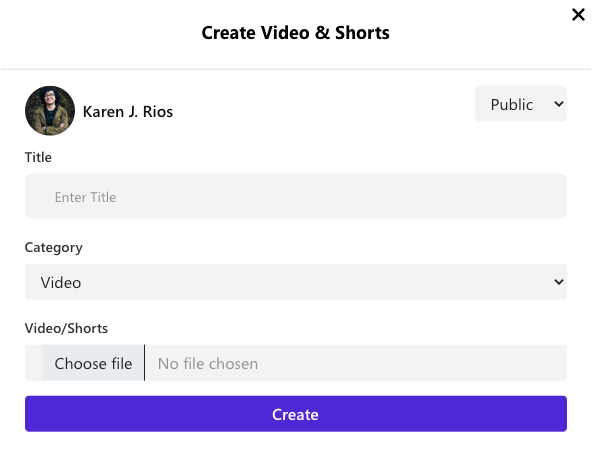 Create Video & Shorts
Karen J. Rios
Public
Title
Enter Title
Category
Video
Video/Shorts
Choose file No file chosen
Create